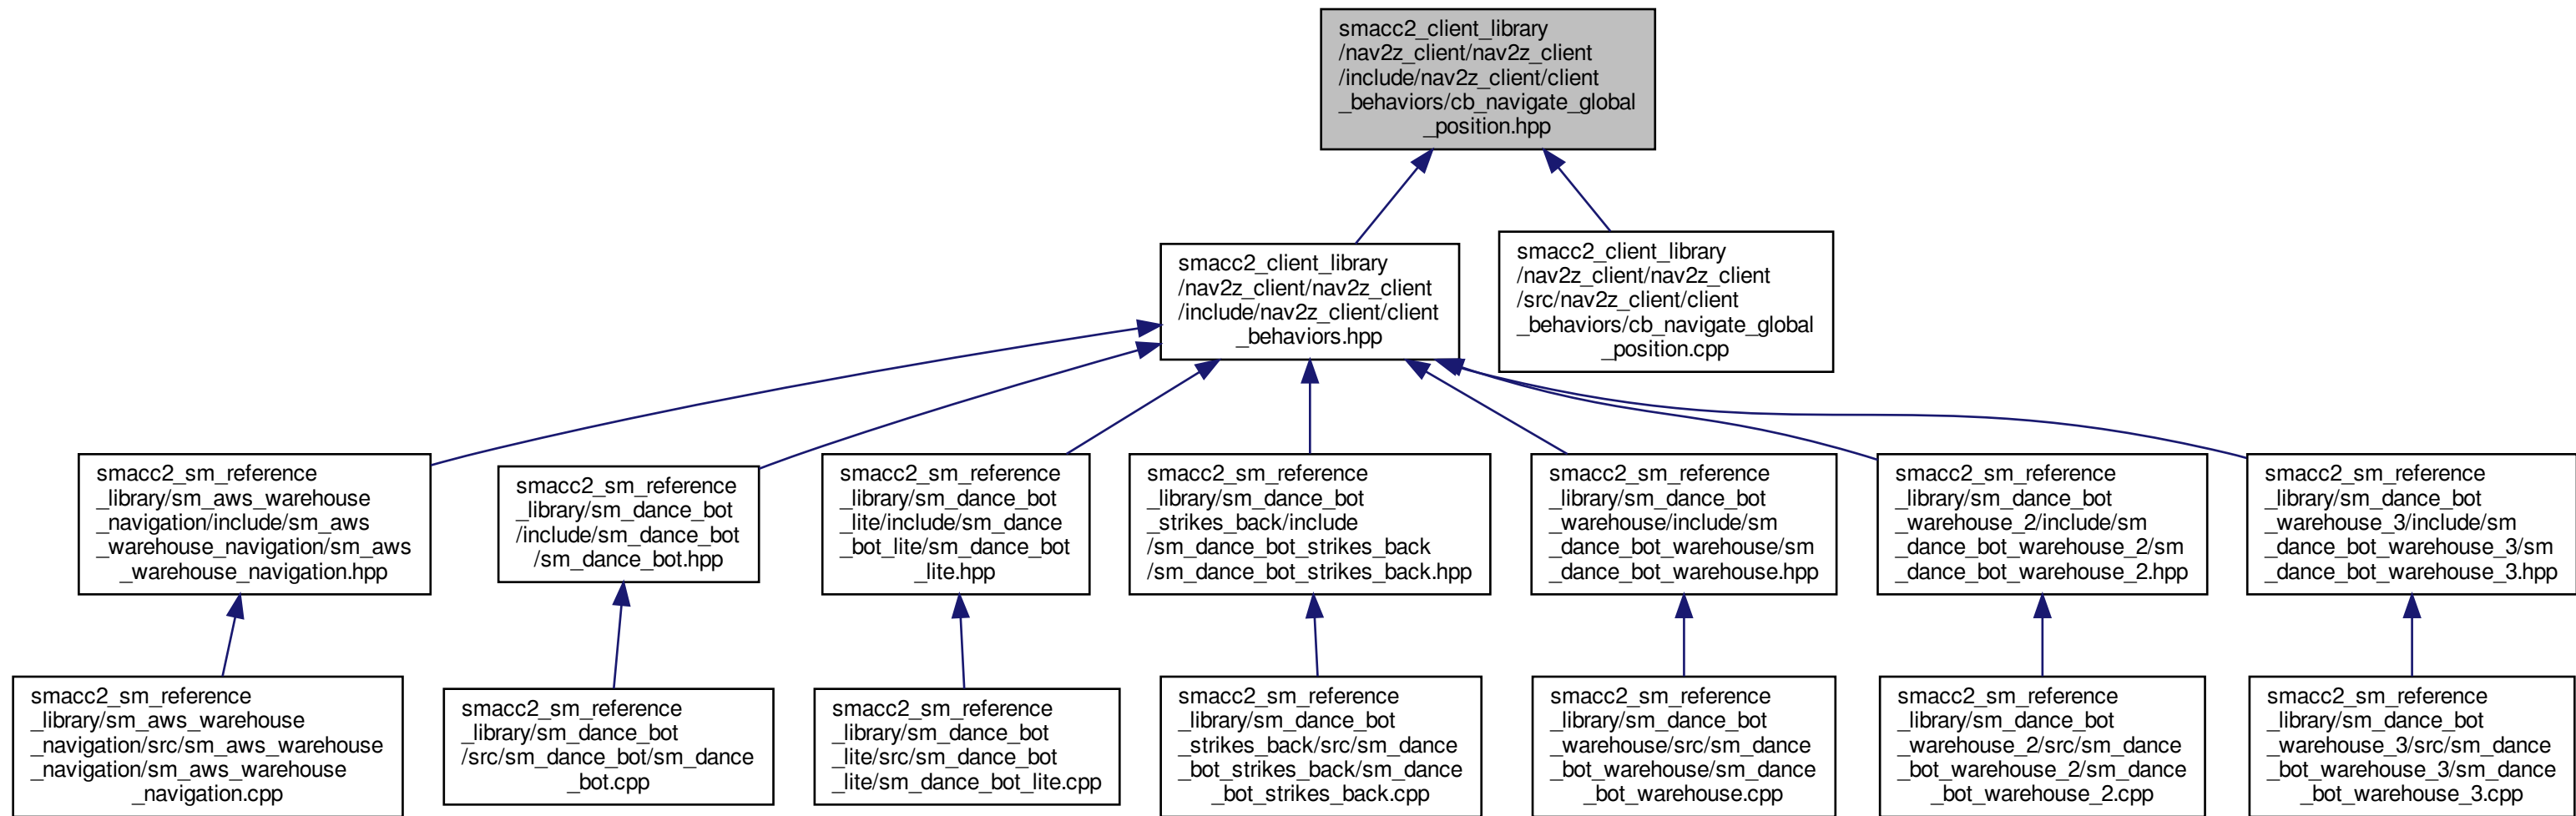 smacc2_client_library
/nav2z_client/nav2z_client
/include/nav2z_client/client
_behaviors/cb_navigate_global
_position.hpp
smacc2_client_library
/nav2z_client/nav2z_client
/include/nav2z_client/client
_behaviors.hpp
smacc2_client_library
/nav2z_client/nav2z_client
/src/nav2z_client/client
_behaviors/cb_navigate_global
_position.cpp
smacc2_sm_reference
_library/sm_aws_warehouse
_navigation/include/sm_aws
_warehouse_navigation/sm_aws
_warehouse_navigation.hpp
smacc2_sm_reference
_library/sm_dance_bot
/include/sm_dance_bot
/sm_dance_bot.hpp
smacc2_sm_reference
_library/sm_dance_bot
_lite/include/sm_dance
_bot_lite/sm_dance_bot
_lite.hpp
smacc2_sm_reference
_library/sm_dance_bot
_strikes_back/include
/sm_dance_bot_strikes_back
/sm_dance_bot_strikes_back.hpp
smacc2_sm_reference
_library/sm_dance_bot
_warehouse/include/sm
_dance_bot_warehouse/sm
_dance_bot_warehouse.hpp
smacc2_sm_reference
_library/sm_dance_bot
_warehouse_2/include/sm
_dance_bot_warehouse_2/sm
_dance_bot_warehouse_2.hpp
smacc2_sm_reference
_library/sm_dance_bot
_warehouse_3/include/sm
_dance_bot_warehouse_3/sm
_dance_bot_warehouse_3.hpp
smacc2_sm_reference
_library/sm_aws_warehouse
_navigation/src/sm_aws_warehouse
_navigation/sm_aws_warehouse
_navigation.cpp
smacc2_sm_reference
_library/sm_dance_bot
/src/sm_dance_bot/sm_dance
_bot.cpp
smacc2_sm_reference
_library/sm_dance_bot
_lite/src/sm_dance_bot
_lite/sm_dance_bot_lite.cpp
smacc2_sm_reference
_library/sm_dance_bot
_strikes_back/src/sm_dance
_bot_strikes_back/sm_dance
_bot_strikes_back.cpp
smacc2_sm_reference
_library/sm_dance_bot
_warehouse/src/sm_dance
_bot_warehouse/sm_dance
_bot_warehouse.cpp
smacc2_sm_reference
_library/sm_dance_bot
_warehouse_2/src/sm_dance
_bot_warehouse_2/sm_dance
_bot_warehouse_2.cpp
smacc2_sm_reference
_library/sm_dance_bot
_warehouse_3/src/sm_dance
_bot_warehouse_3/sm_dance
_bot_warehouse_3.cpp